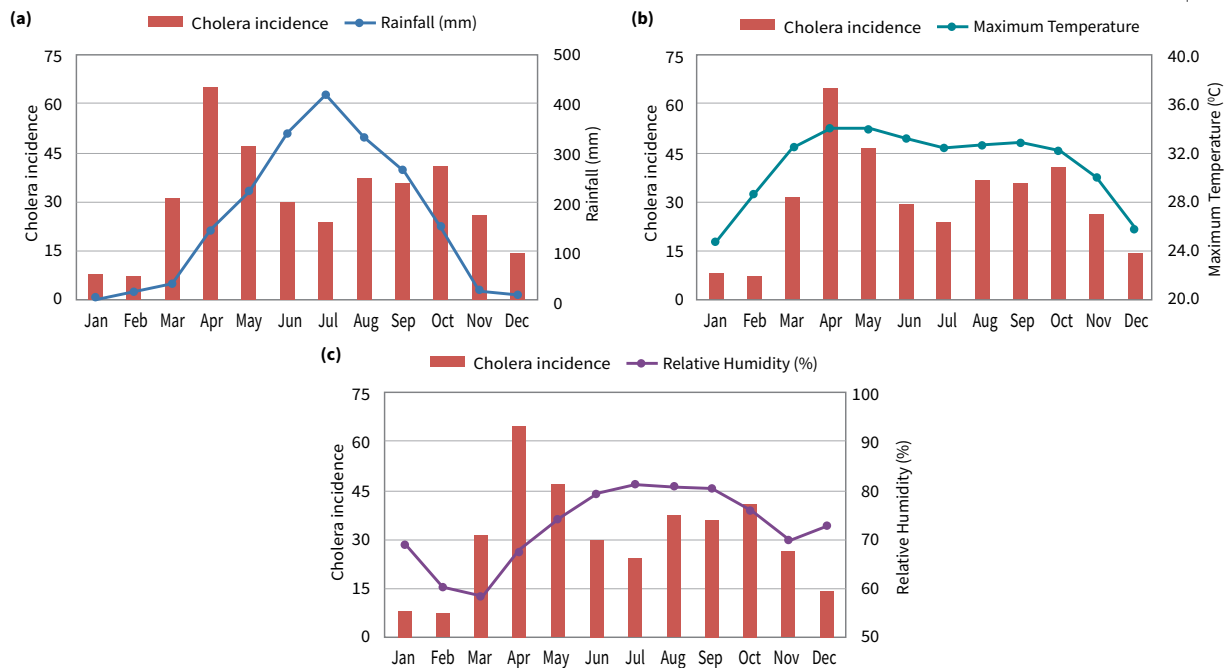 (a)
Cholera incidence
Rainfall (mm)
75
60
45
30
15
0
Cholera incidence
500
400
300
200
100
0
Rainfall (mm)
Jan Feb Mar Apr May Jun Jul Aug Sep Oct Nov Dec
(b)
Cholera incidence
Maximum Temperature
75
60
45
30
15
0
Cholera incidence
40.0
36.0
32.0
28.0
24.0
20.0
Maximum Temperature (⁰C)
Jan Feb Mar Apr May Jun Jul Aug Sep Oct Nov Dec
(c)
Cholera incidence
Relative Humidity (%)
75
60
45
30
15
0
Cholera incidence
100
90
80
70
60
50
Relative Humidity (%)
Jan Feb Mar Apr May Jun Jul Aug Sep Oct Nov Dec